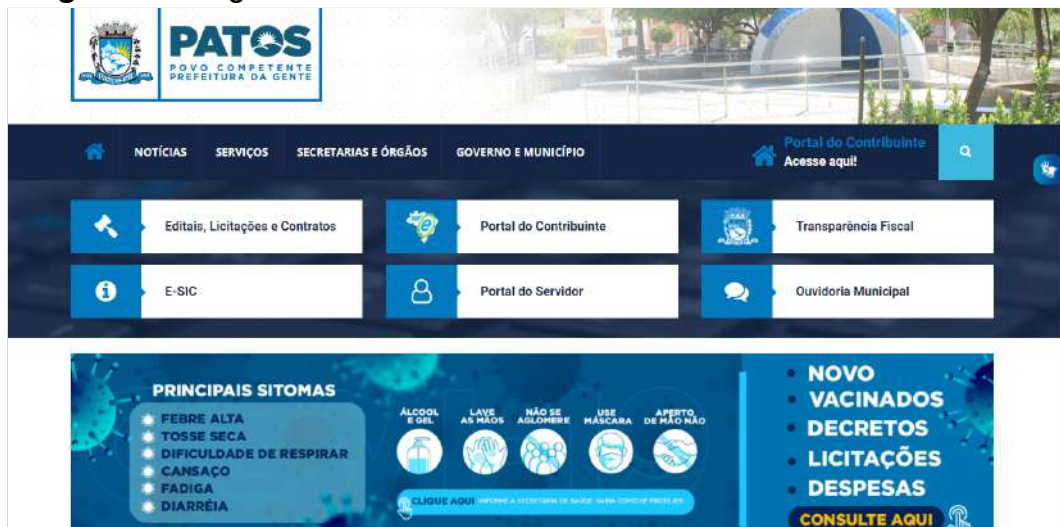 PATOS
POVO COMPETENTE
PREFEITURA DA GENTE
NOTÍCIAS SERVIÇOS SECRETARIAS E ÓRGÃOS GOVERNO E MUNICÍPIO
Portal do Contribuinte
Acesse aqui!
Editais, Licitações e Contratos
Portal do Contribuinte
Transparência Fiscal
E-SIC
Portal do Servidor
Ouvidoria Municipal
PRINCIPAIS SITOMAS
FEBRE ALTA
TOSSE SECA
DIFICULDADE DE RESPIRAR
CANSAÇO
FADIGA
DIARRÉIA
ÁLCOOL
E GEL
LAVE
AS MÃOS
NÃO SE
AGLOMERE
USE
MÁSCARA
APERTO
DE MÃO NÃO
CLIQUE AQUI
NOVO
VACINADOS
DECRETOS
LICITAÇÕES
DESPESAS
CONSULTE AQUI